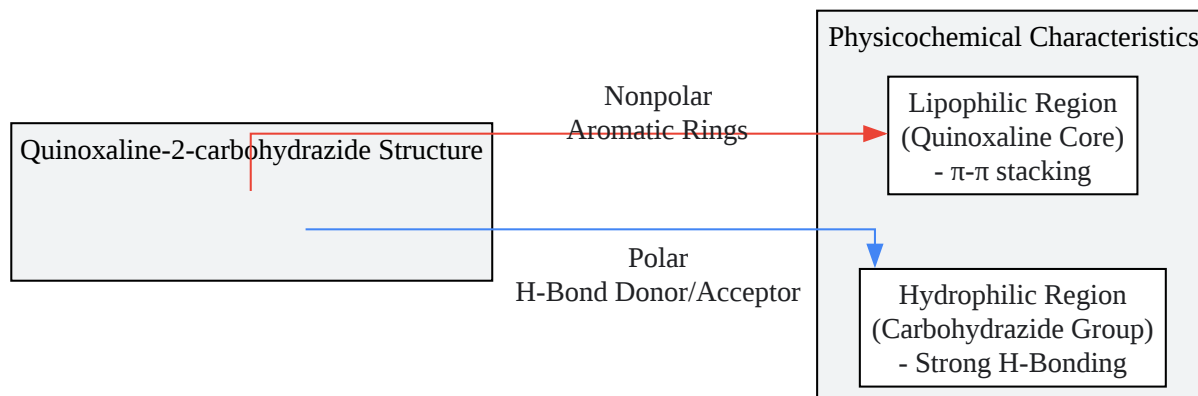 Physicochemical Characteristics
Nonpolar
Aromatic Rings
Lipophilic Region
(Quinoxaline Core)
- π-π stacking
Quinoxaline-2-carbohydrazide Structure
Polar
H-Bond Donor/Acceptor
Hydrophilic Region
(Carbohydrazide Group)
- Strong H-Bonding